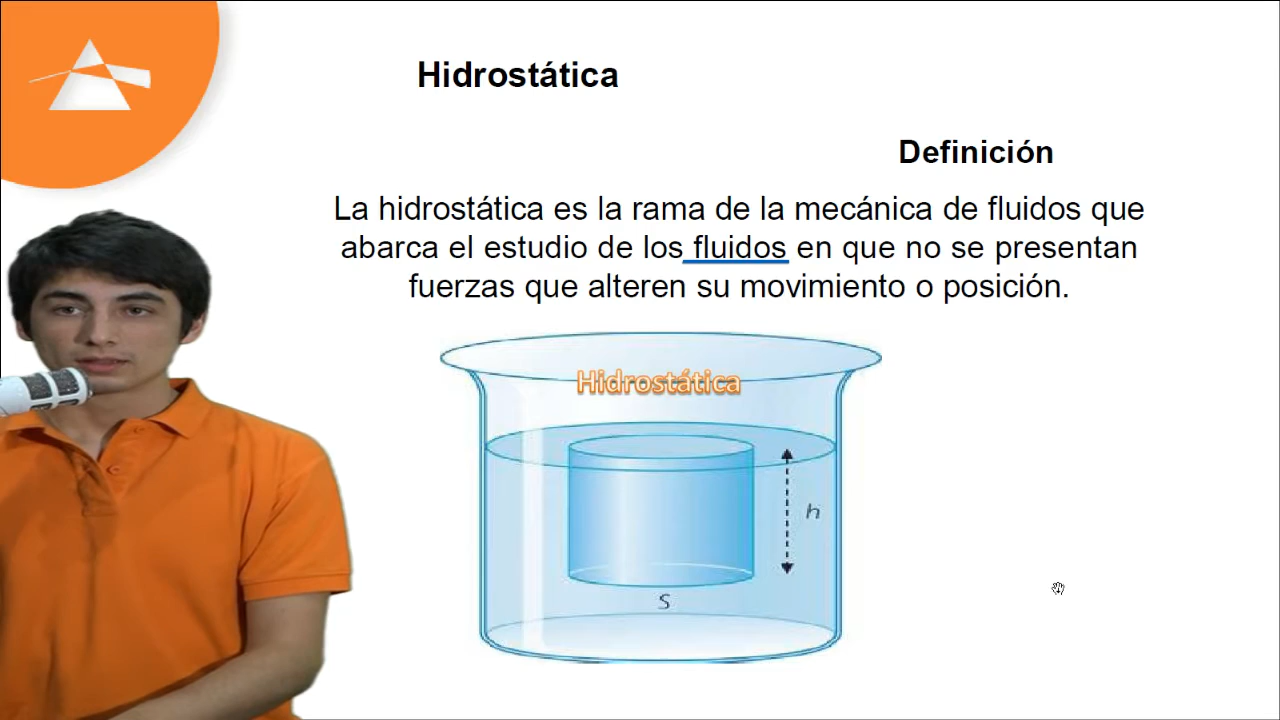 Hidrostática
Definición
La hidrostática es la rama de la mecánica de fluidos que
abarca el estudio de los fluidos en que no se presentan
fuerzas que alteren su movimiento o posición.
Hidrostática
h
S